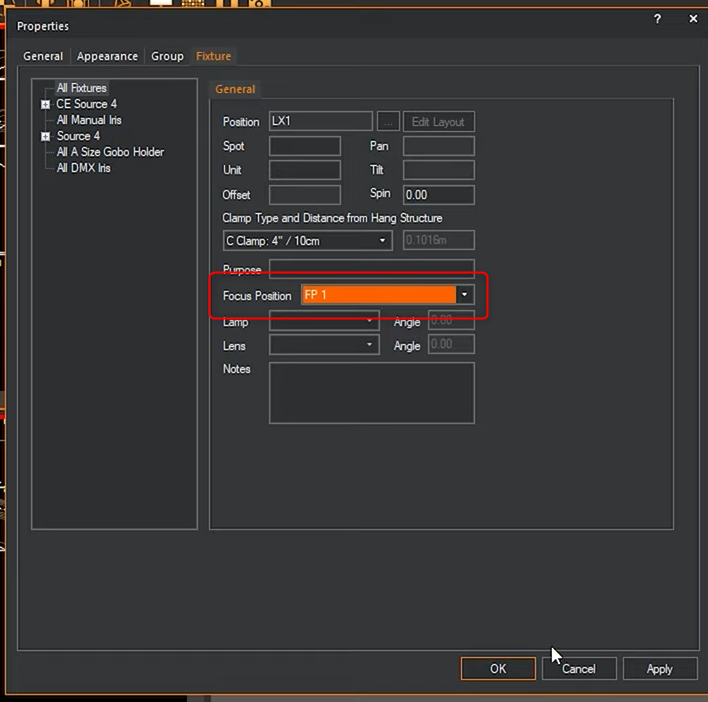 Properties
?
General Appearance Group Fixture
All Fixtures
CE Source 4
All Manual Iris
Source 4
All A Size Gobo Holder
All DMX Iris
General
Position LX1 ... Edit Layout
Spot Pan
Unit Tilt
Offset Spin 0.00
Clamp Type and Distance from Hang Structure
C Clamp: 4" / 10cm 0.1016m
Purpose
Focus Position FP 1
Lamp Angle 0.00
Lens Angle 0.00
Notes
OK Cancel Apply